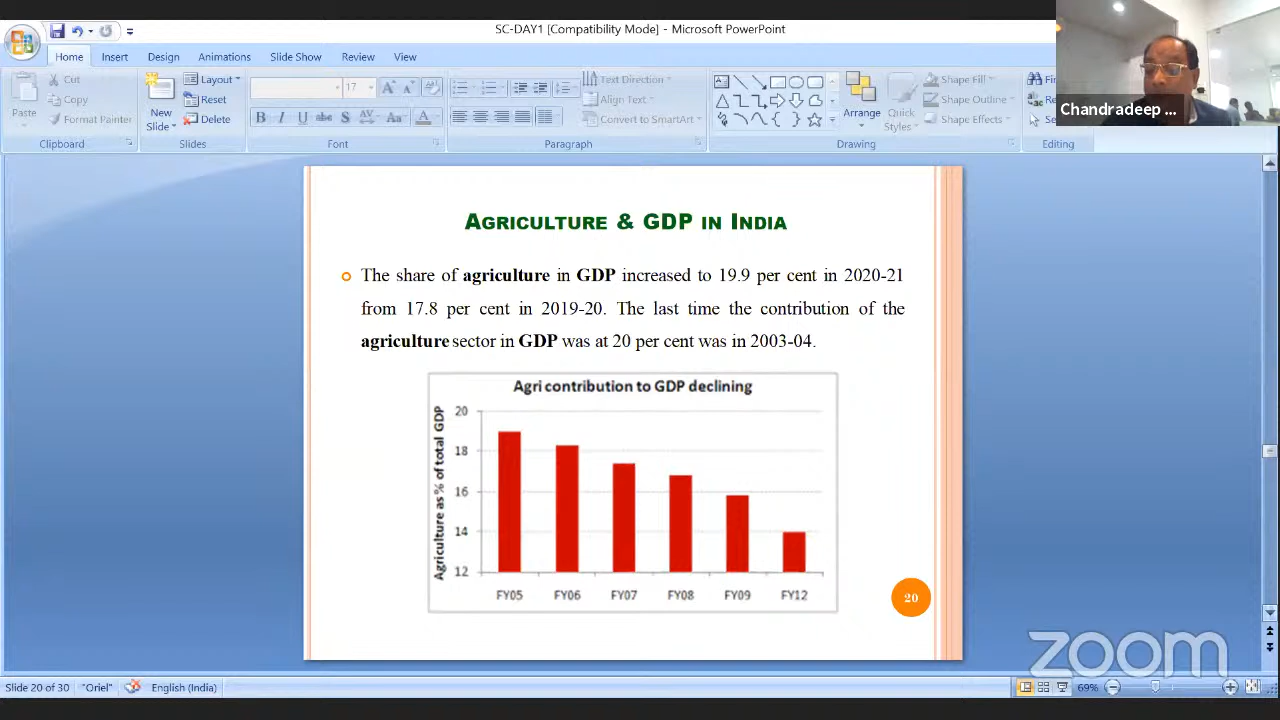 SC-DAY1 [Compatibility Mode] - Microsoft PowerPoint
Home Insert Design Animations Slide Show Review View
Paste
Cut
Copy
Format Painter
Clipboard
New
Slide
Layout
Reset
Delete
Slides
17
B I U abc S AV Aa A
Font
Text Direction
Align Text
Convert to SmartArt
Paragraph
Arrange
Quick
Styles
Shape Fill
Shape Outline
Shape Effects
Drawing
Editing
Chandradeep ...
AGRICULTURE & GDP IN INDIA
The share of agriculture in GDP increased to 19.9 per cent in 2020-21
from 17.8 per cent in 2019-20. The last time the contribution of the
agriculture sector in GDP was at 20 per cent was in 2003-04.
Agri contribution to GDP declining
Agriculture as % of total GDP
20
18
16
14
12
FY05 FY06 FY07 FY08 FY09 FY12
20
zoom
Slide 20 of 30 "Oriel" English (India) 69%